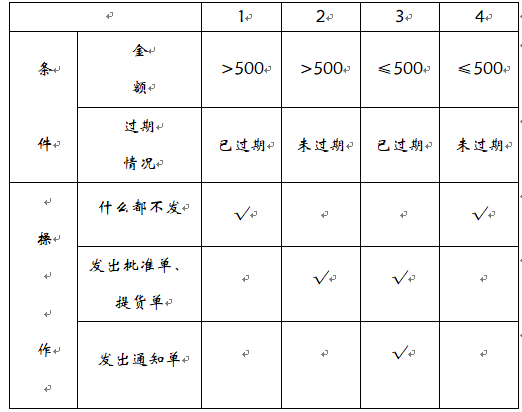 1 2 3 4
条件
金额 >500 >500 ≤500 ≤500
过期情况 已过期 未过期 已过期 未过期
操作
什么都不发 √ √
发出批准单、提货单 √ √
发出通知单 √